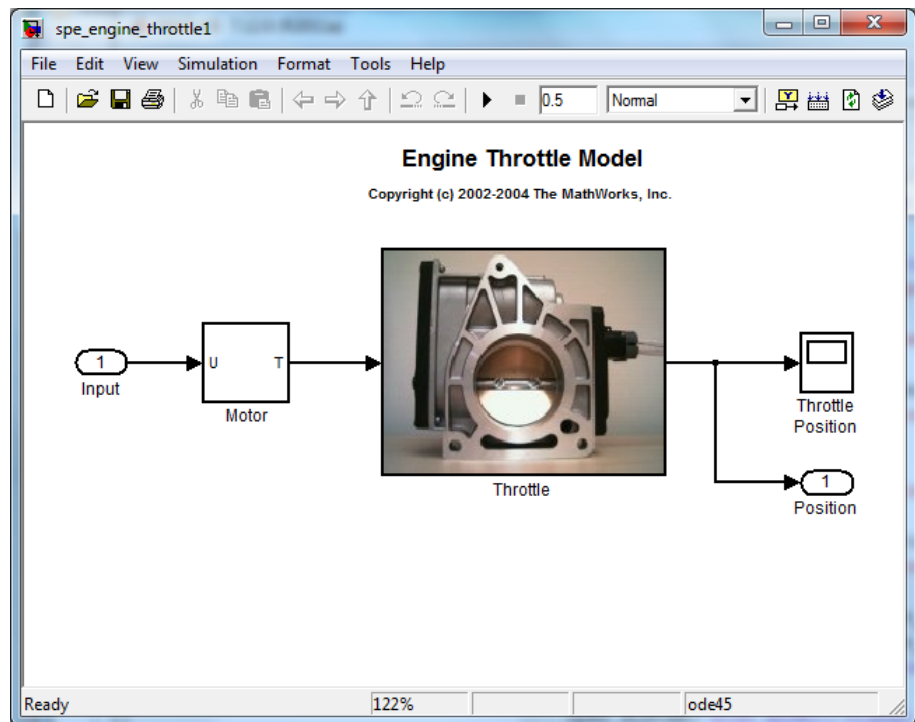 spe_engine_throttle1
File Edit View Simulation Format Tools Help
0.5 Normal
Engine Throttle Model
Copyright (c) 2002-2004 The MathWorks, Inc.
1
Input
U T
Motor
Throttle
Throttle
Position
1
Position
Ready 122% ode45